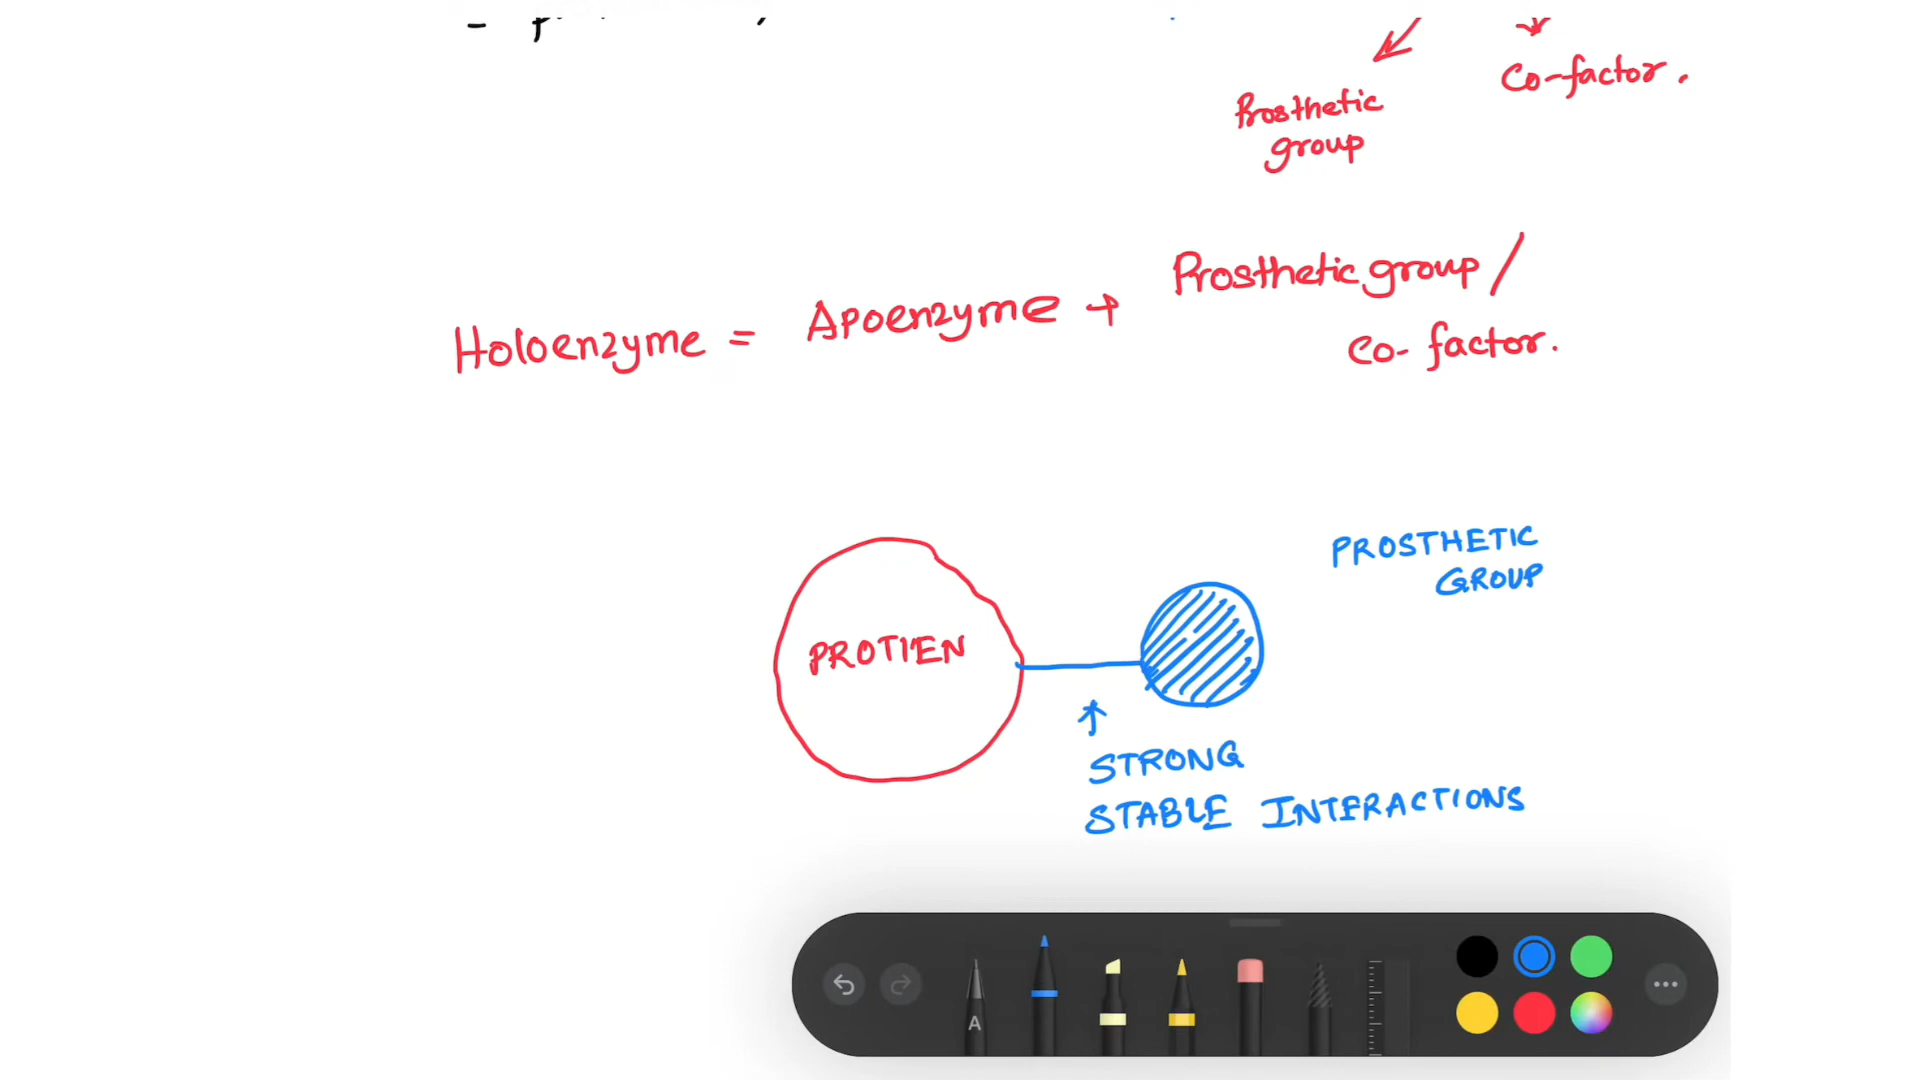 Co-factor.
Prosthetic
group
Holoenzyme = Apoenzyme + Prosthetic group /
Co-factor.
PROSTHETIC
GROUP
PROTIEN
STRONG
STABLE INTERACTIONS
A